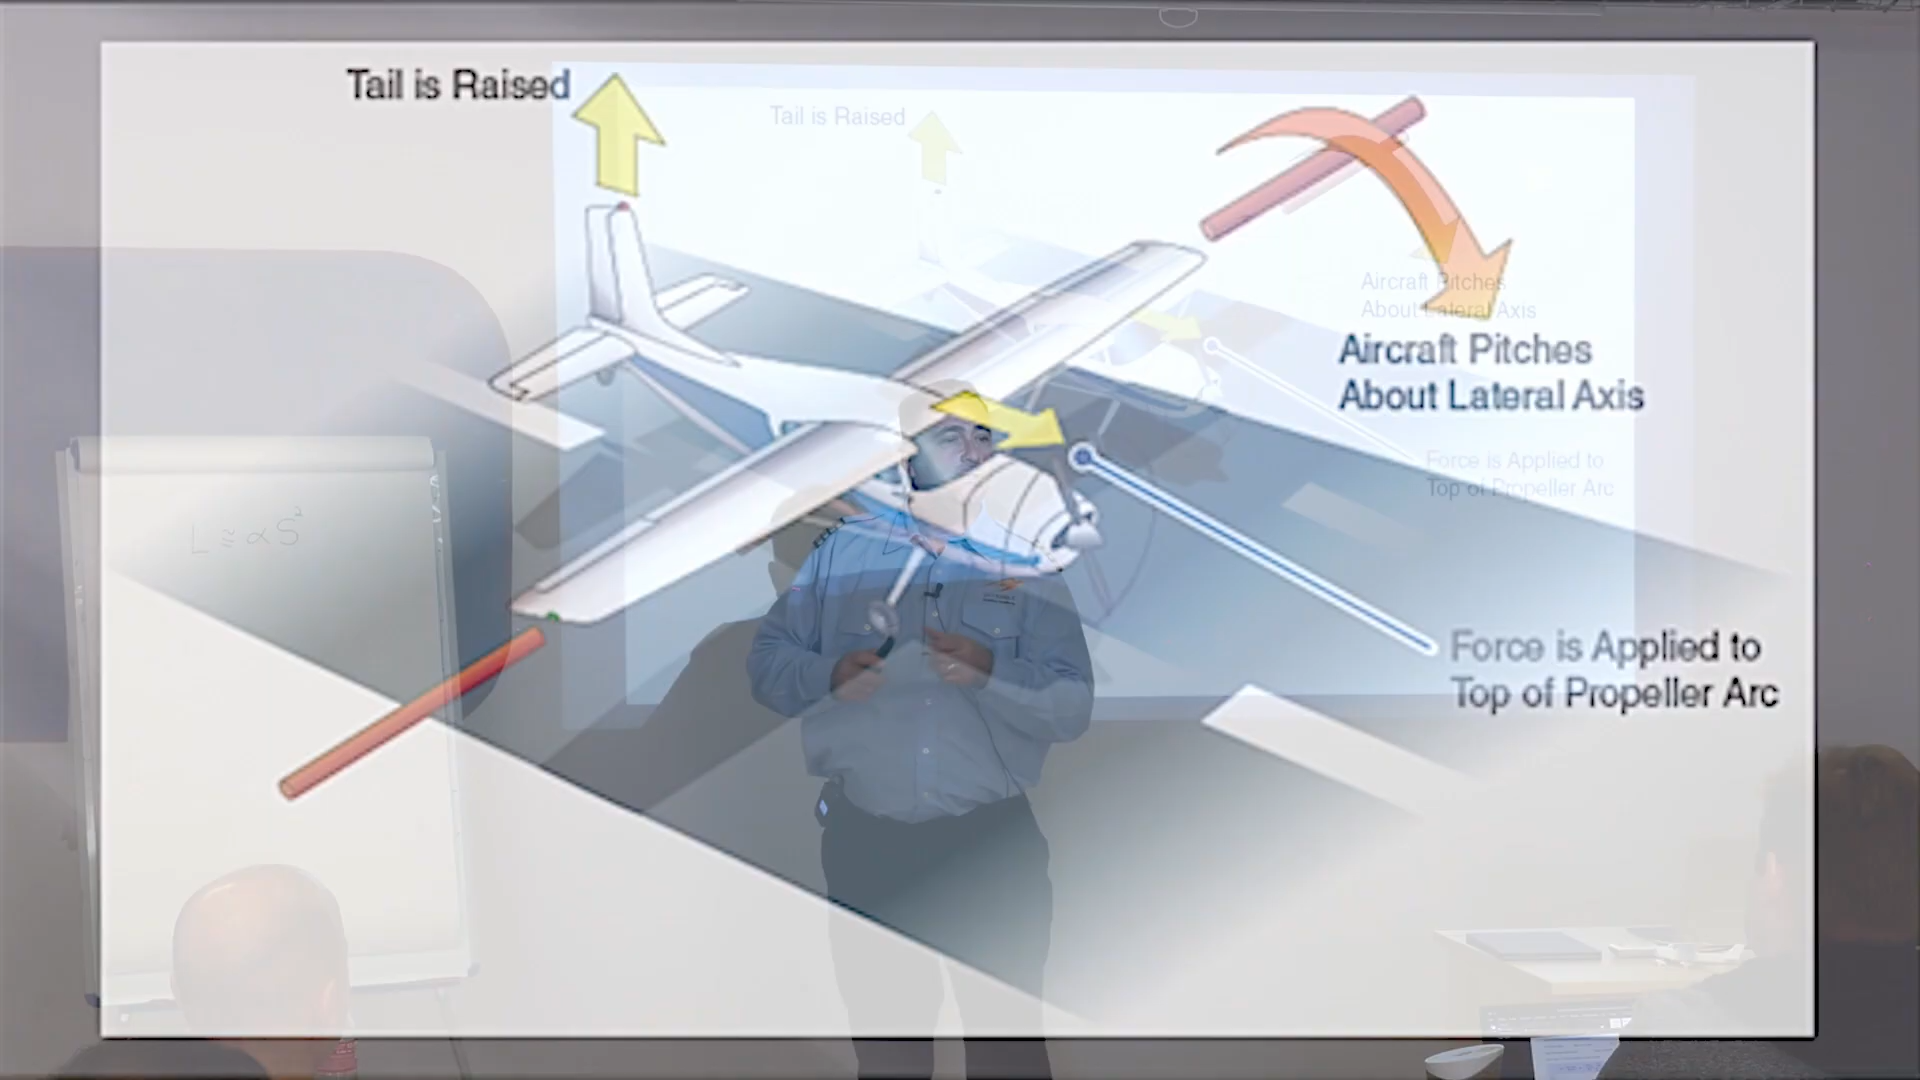 Tail is Raised
Tail is Raised
Aircraft Pitches
About Lateral Axis
Aircraft Pitches
About Lateral Axis
Force is Applied to
Top of Propeller Arc
L ≅ αS²
Force is Applied to
Top of Propeller Arc